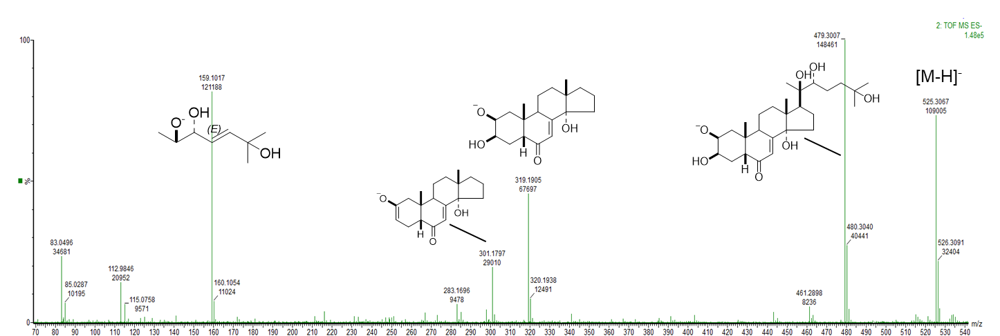 2: TOF MS ES-
1.48e5
100
%
0
[M-H]-
479.3007
148461
525.3067
109005
159.1017
121188
319.1905
67697
83.0496
34681
85.0287
10195
112.9846
20952
115.0758
9571
160.1054
11024
283.1696
9478
301.1797
29010
320.1938
12491
461.2898
8236
480.3040
40441
526.3091
32404
O-
OH
(E)
OH
-O
HO
H
O
OH
-O
H
O
OH
OH
OH
OH
-O
HO
H
O
OH
70 80 90 100 110 120 130 140 150 160 170 180 190 200 210 220 230 240 250 260 270 280 290 300 310 320 330 340 350 360 370 380 390 400 410 420 430 440 450 460 470 480 490 500 510 520 530 540 m/z